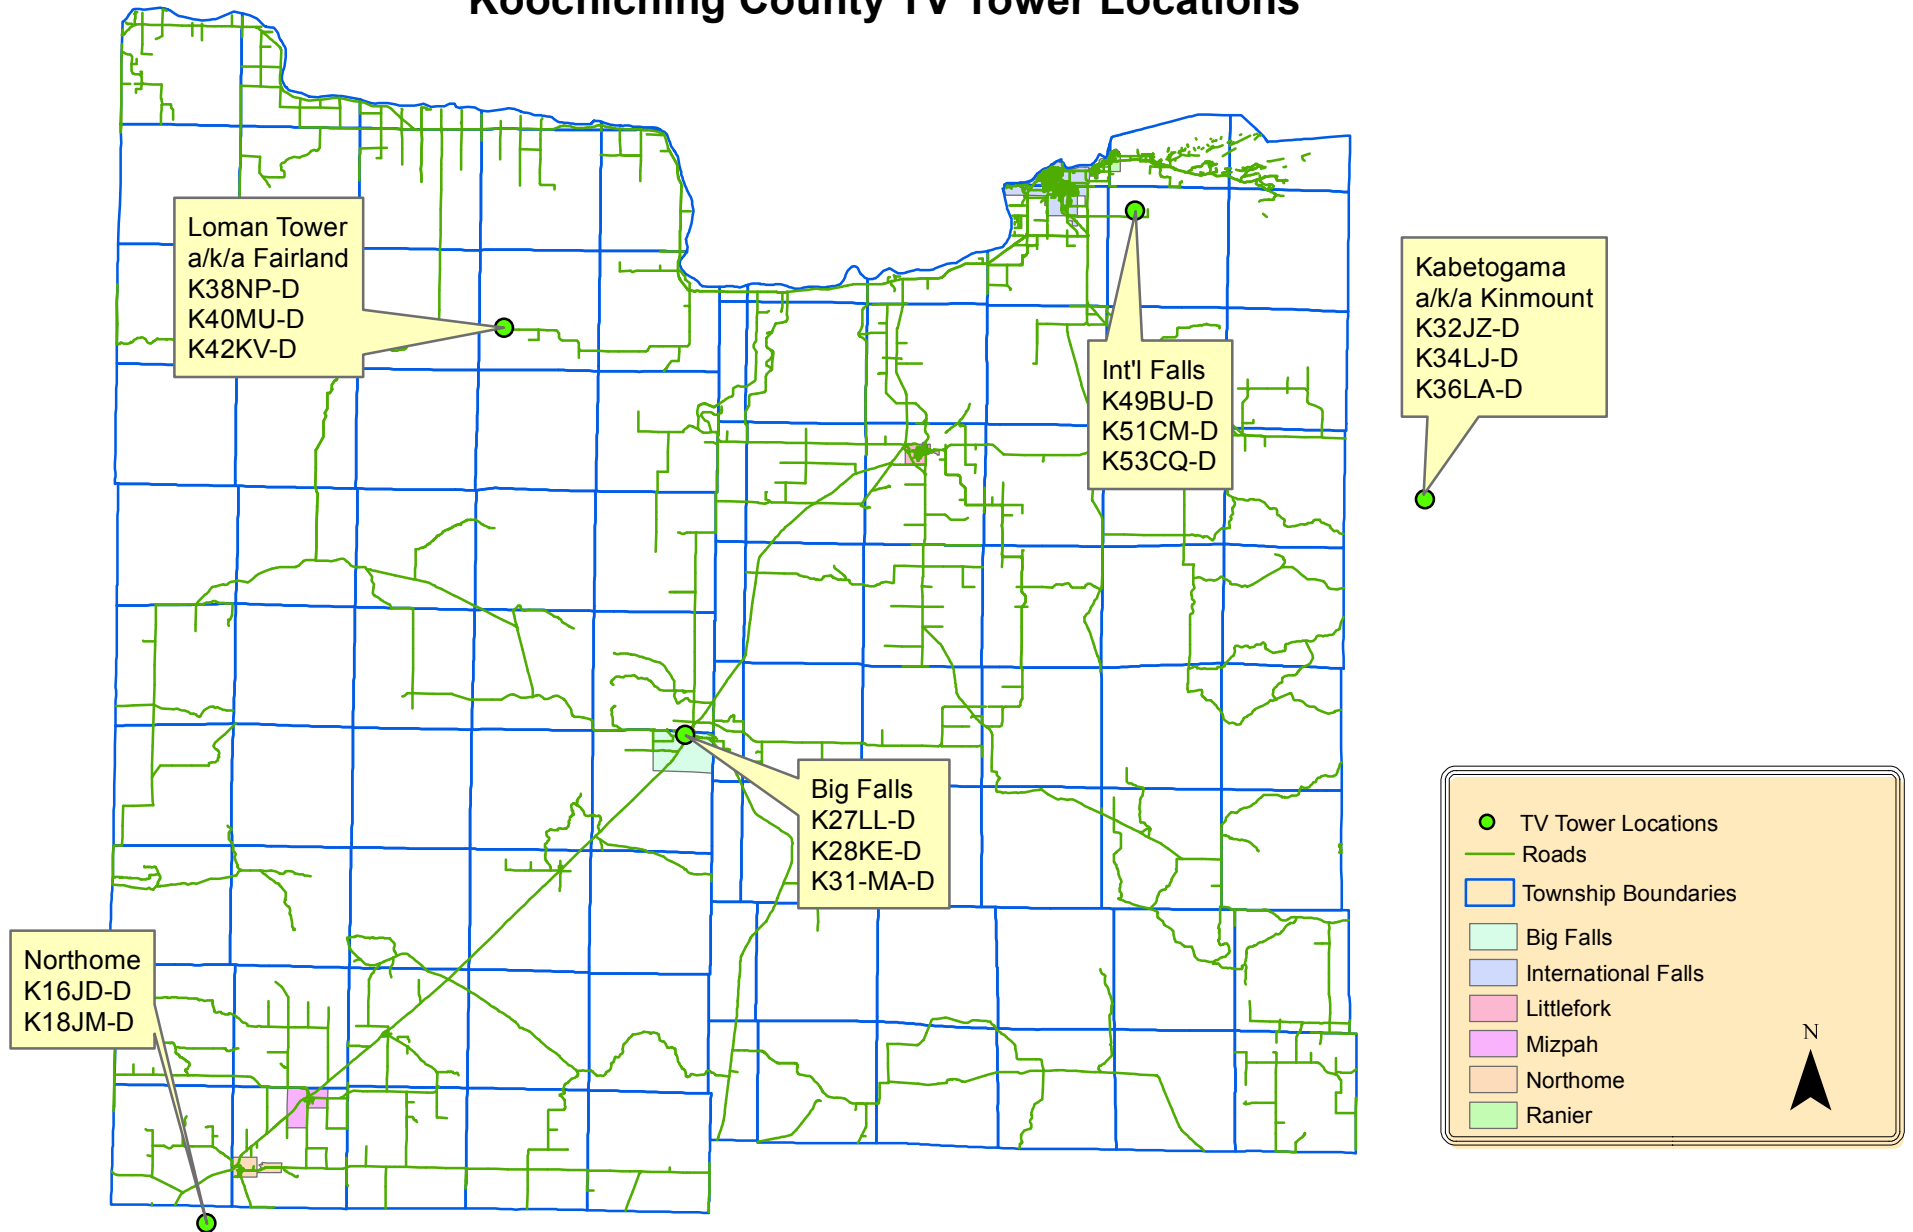 Koochiching County TV Tower Locations
Loman Tower
a/k/a Fairland
K38NP-D
K40MU-D
K42KV-D
Kabetogama
a/k/a Kinmount
K32JZ-D
K34LJ-D
K36LA-D
Int'l Falls
K49BU-D
K51CM-D
K53CQ-D
Big Falls
K27LL-D
K28KE-D
K31-MA-D
Northome
K16JD-D
K18JM-D
TV Tower Locations
Roads
Township Boundaries
Big Falls
International Falls
Littlefork
Mizpah
Northome
Ranier
N